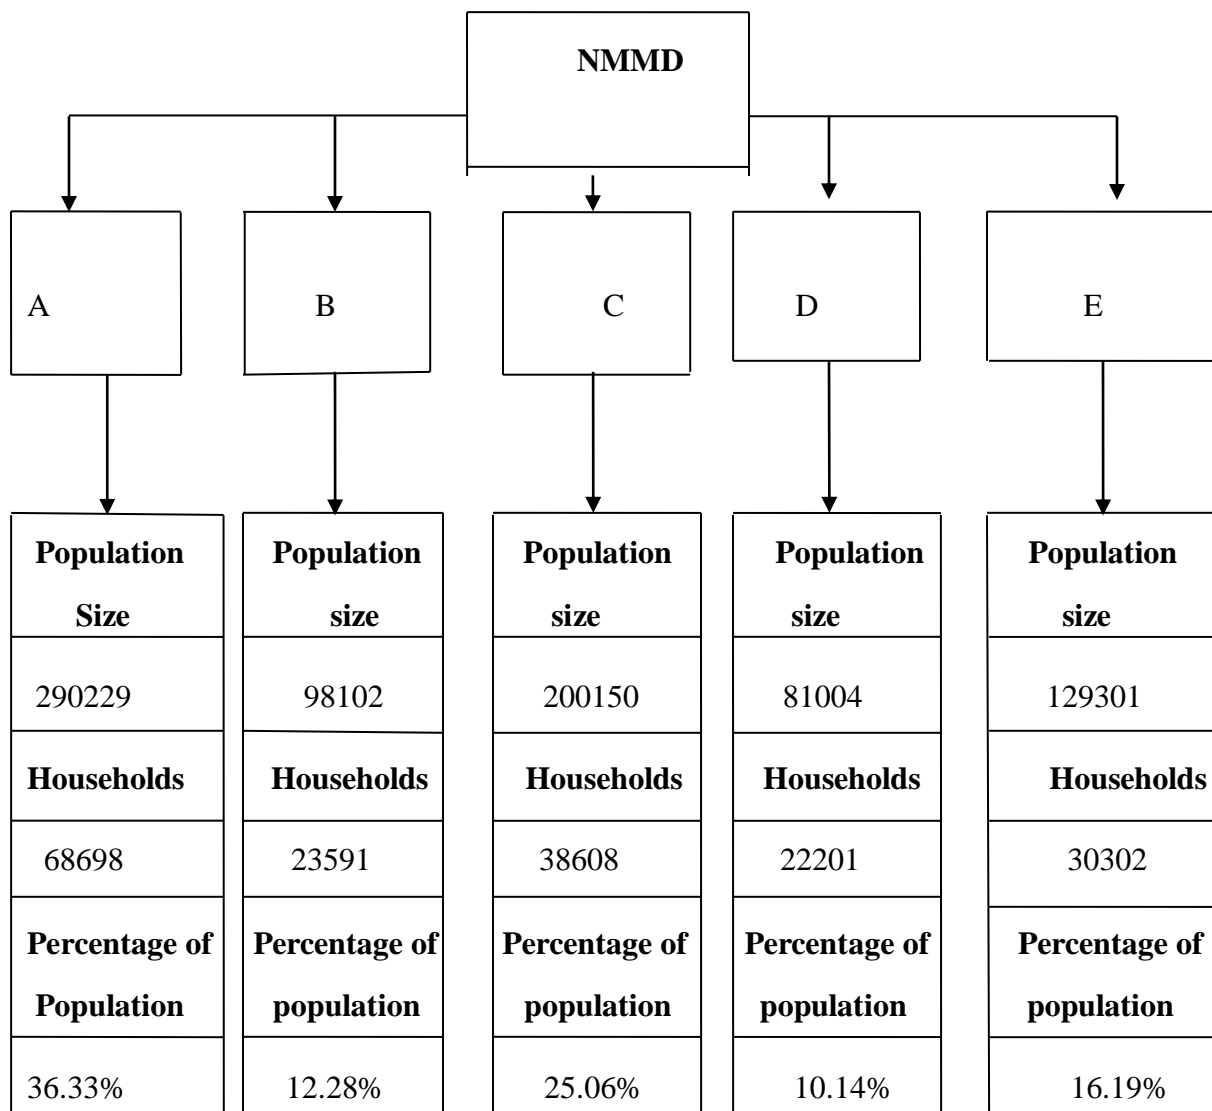 NMMD
A
B
C
D
E
Population
Size
290229
Households
68698
Percentage of
Population
36.33%
Population
size
98102
Households
23591
Percentage of
population
12.28%
Population
size
200150
Households
38608
Percentage of
population
25.06%
Population
size
81004
Households
22201
Percentage of
population
10.14%
Population
size
129301
Households
30302
Percentage of
population
16.19%